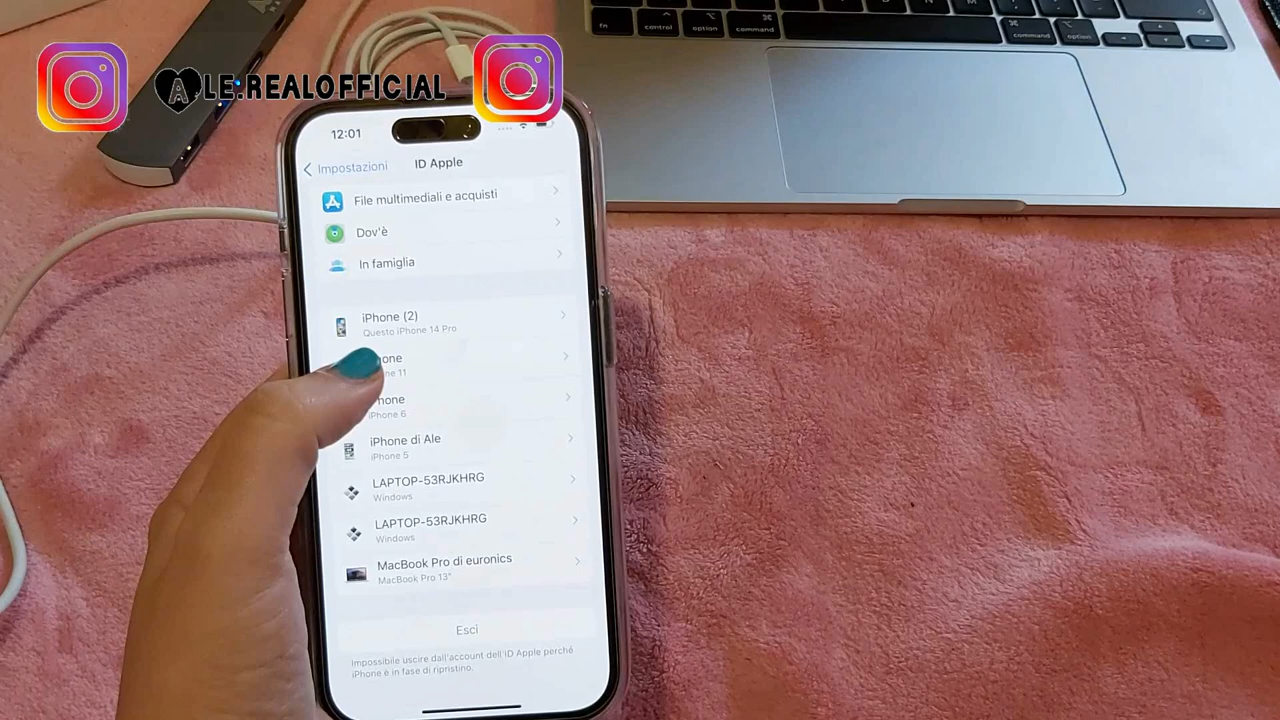 fn
control
option
command
command
option
ALE.REALOFFICIAL
12:01
Impostazioni
ID Apple
File multimediali e acquisti
Dov'è
In famiglia
iPhone (2)
Questo iPhone 14 Pro
hone
ne 11
hone
iPhone 6
iPhone di Ale
iPhone 5
LAPTOP-53RJKHRG
Windows
LAPTOP-53RJKHRG
Windows
MacBook Pro di euronics
MacBook Pro 13"
Esci
Impossibile uscire dall'account dell'ID Apple perché
iPhone è in fase di ripristino.